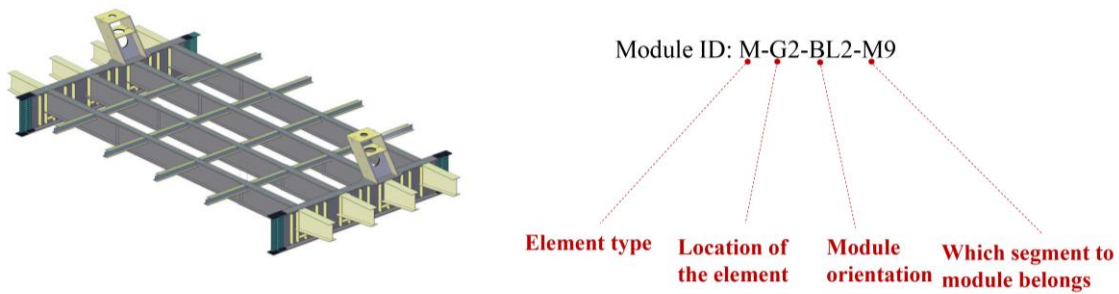 Module ID: M-G2-BL2-M9
Element type
Location of
the element
Module
orientation
Which segment to
module belongs